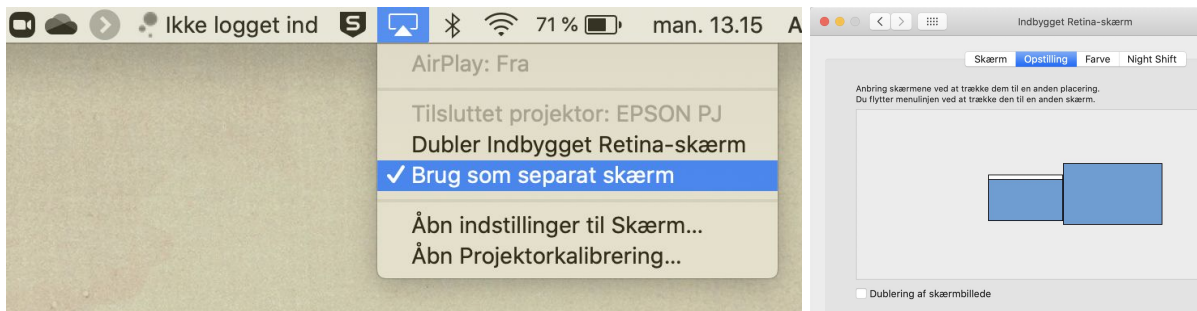 Ikke logget ind S 71 % man. 13.15 A
AirPlay: Fra
Tilsluttet projektor: EPSON PJ
Dubler Indbygget Retina-skærm
✓ Brug som separat skærm
Åbn indstillinger til Skærm...
Åbn Projektorkalibrering...
Indbygget Retina-skærm
Skærm Opstilling Farve Night Shift
Anbring skærmene ved at trække dem til en anden placering.
Du flytter menulinjen ved at trække den til en anden skærm.
Dublering af skærmbillede